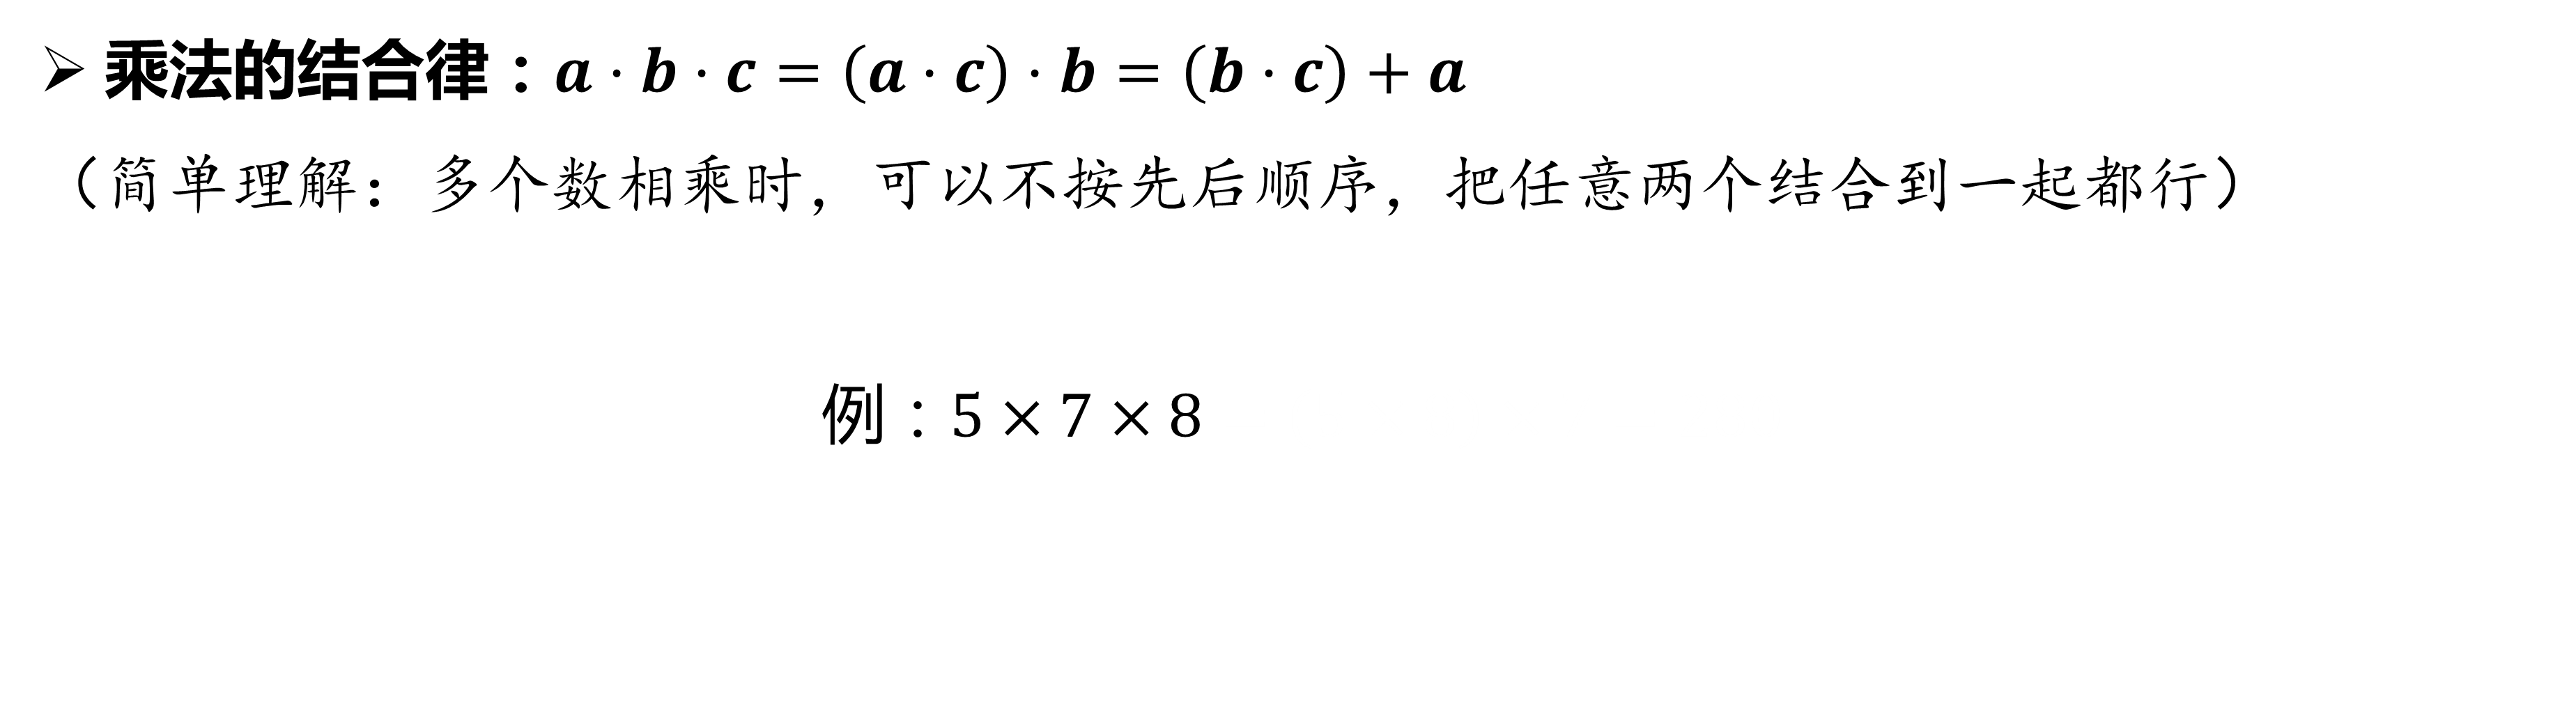 ➢ 乘法的结合律：a · b · c = (a · c) · b = (b · c) + a
（简单理解：多个数相乘时，可以不按先后顺序，把任意两个结合到一起都行）
例：5 × 7 × 8